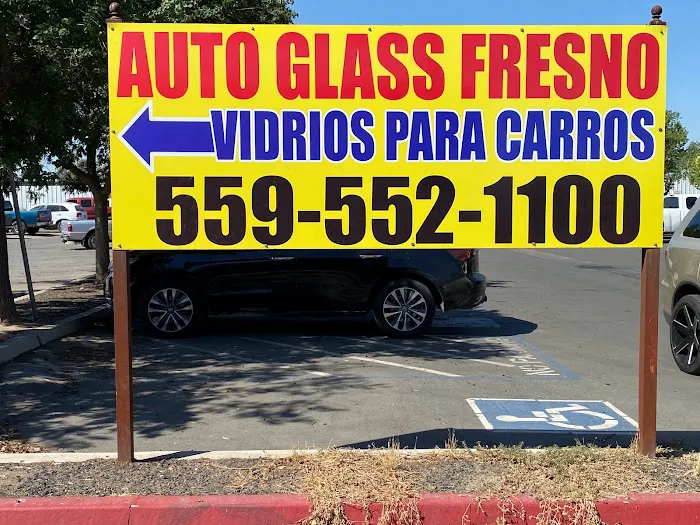 AUTO GLASS FRESNO
VIDRIOS PARA CARROS
559-552-1100